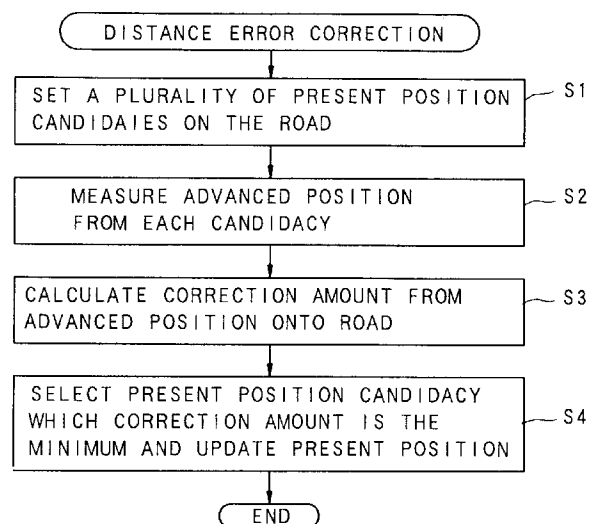 DISTANCE ERROR CORRECTION
SET A PLURALITY OF PRESENT POSITION
CANDIDAIES ON THE ROAD
S1
MEASURE ADVANCED POSITION
FROM EACH CANDIDACY
S2
CALCULATE CORRECTION AMOUNT FROM
ADVANCED POSITION ONTO ROAD
S3
SELECT PRESENT POSITION CANDIDACY
WHICH CORRECTION AMOUNT IS THE
MINIMUM AND UPDATE PRESENT POSITION
S4
END